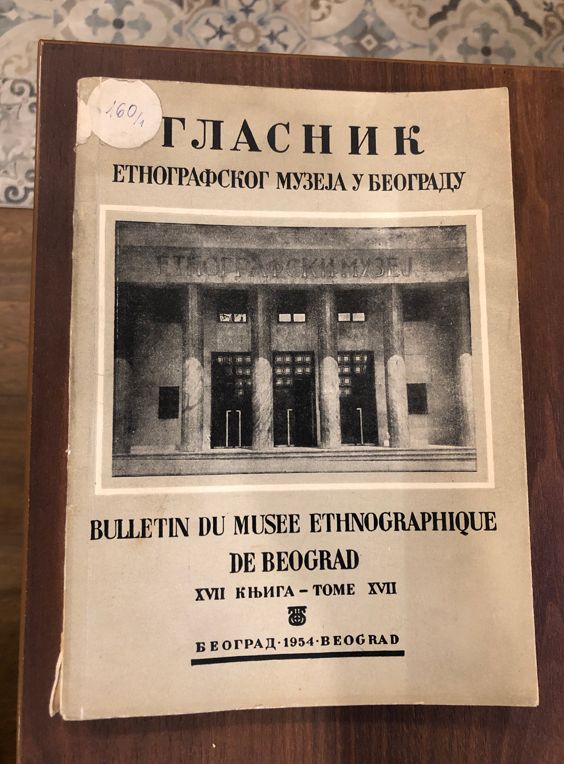 160/1
ГЛАСНИК
ЕТНОГРАФСКОГ МУЗЕЈА У БЕОГРАДУ
ЕТНОГРАФСКИ МУЗЕЈ
BULLETIN DU MUSEE ETHNOGRAPHIQUE
DE BEOGRAD
XVII КЊИГА – TOME XVII
БЕОГРАД·1954·BEOGRAD